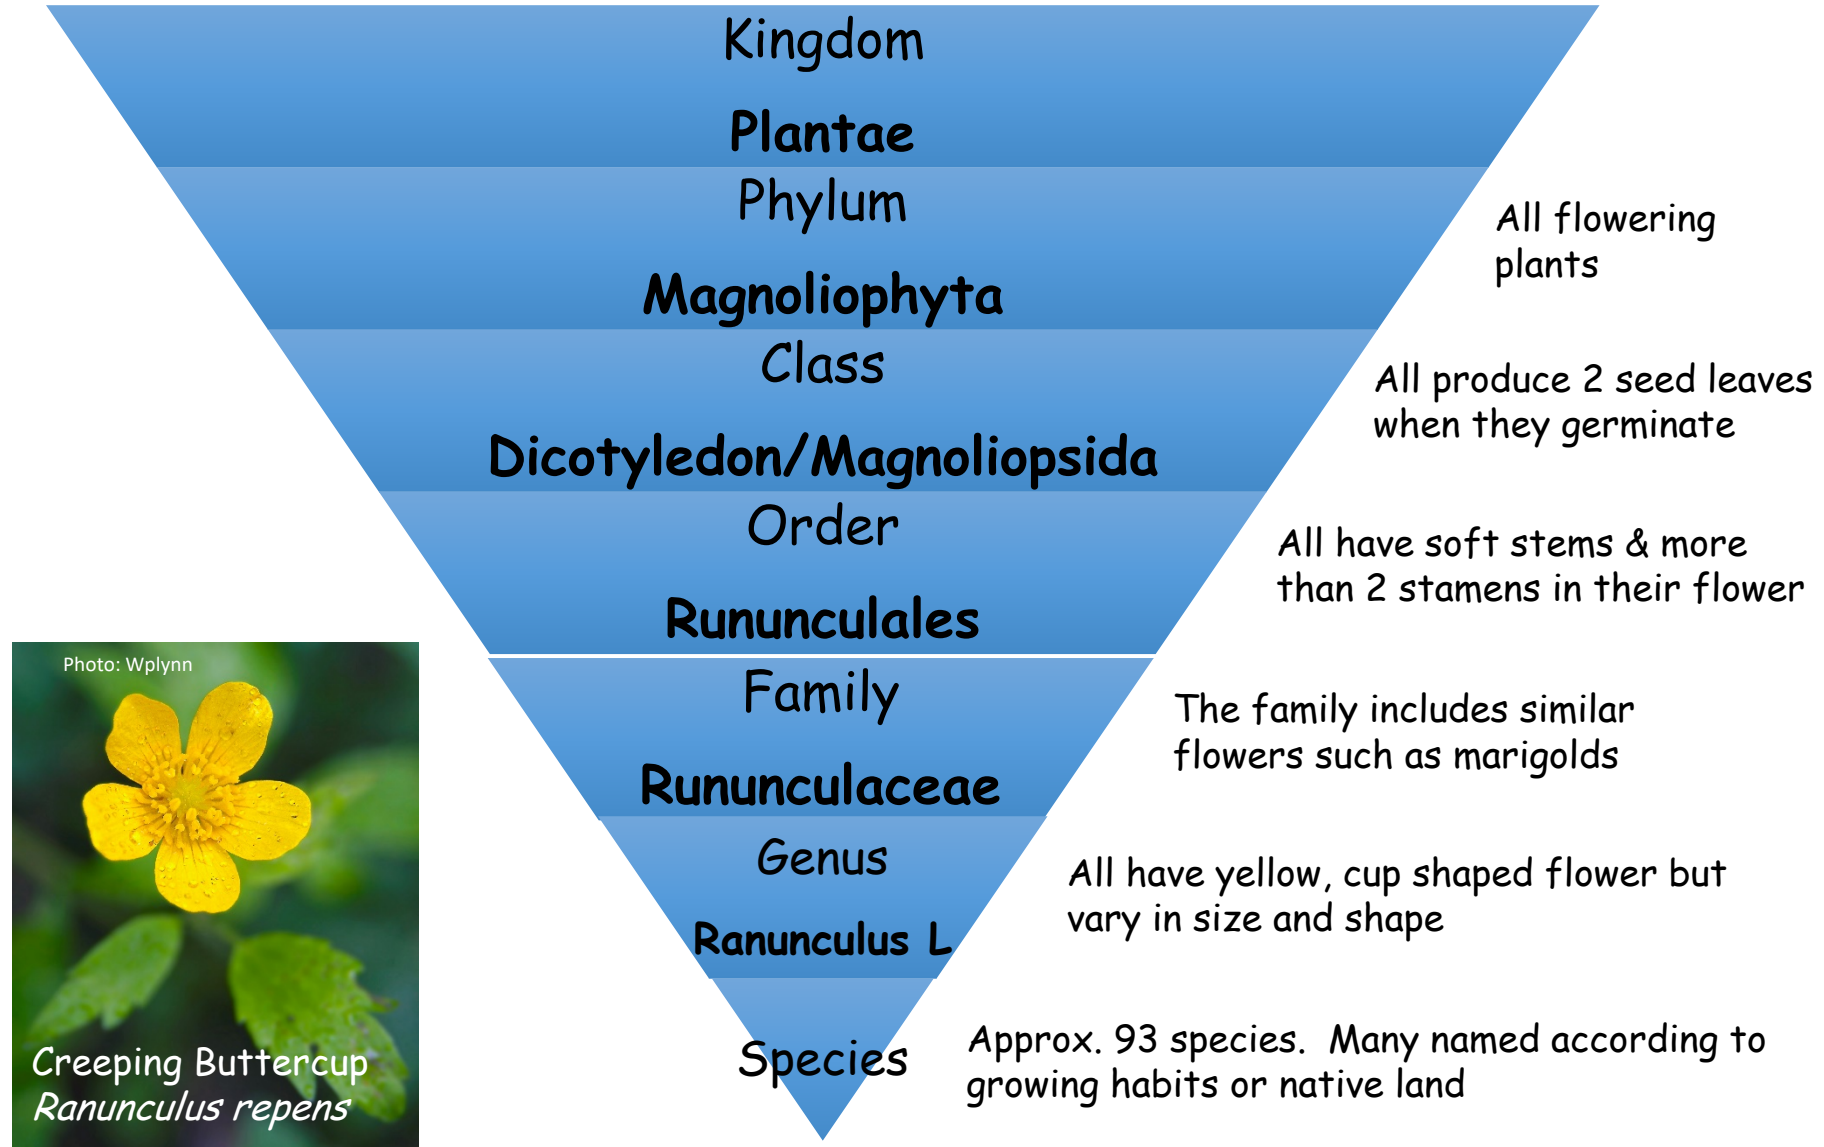 Kingdom
Plantae
Phylum
Magnoliophyta
All flowering
plants
Class
Dicotyledon/Magnoliopsida
All produce 2 seed leaves
when they germinate
Order
Rununculales
All have soft stems & more
than 2 stamens in their flower
Family
Rununculaceae
The family includes similar
flowers such as marigolds
Genus
Ranunculus L
All have yellow, cup shaped flower but
vary in size and shape
Species
Approx. 93 species. Many named according to
growing habits or native land
Photo: Wplynn
Creeping Buttercup
Ranunculus repens